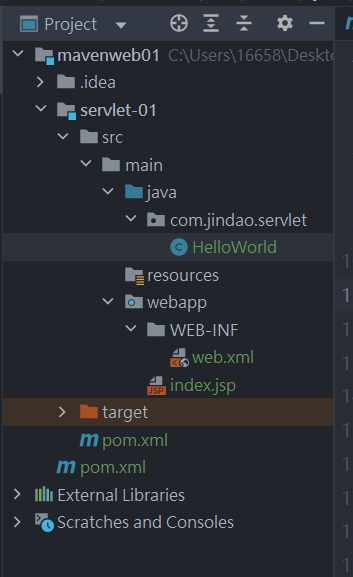 Project
mavenweb01 C:\Users\16658\Deskto
.idea
servlet-01
src
main
java
com.jindao.servlet
HelloWorld
resources
webapp
WEB-INF
web.xml
index.jsp
target
pom.xml
pom.xml
External Libraries
Scratches and Consoles